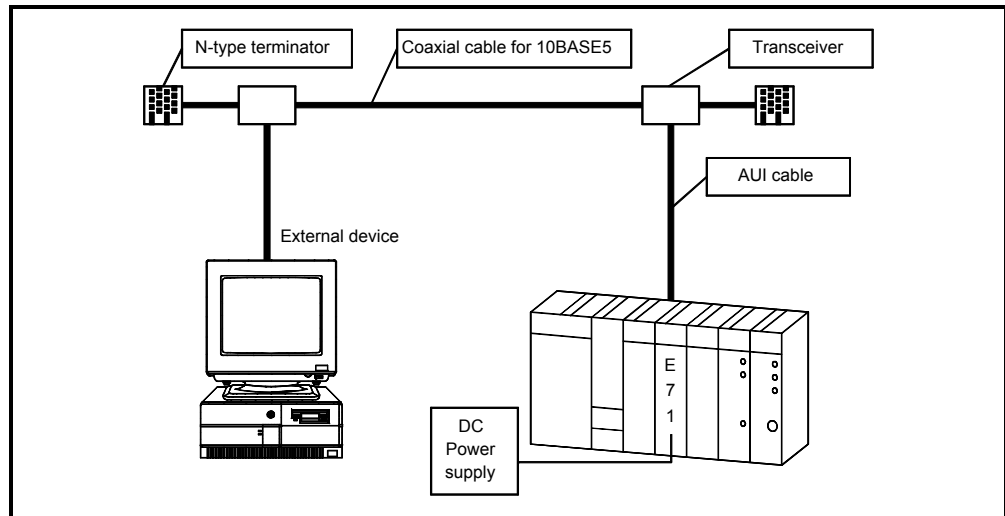 N-type terminator
Coaxial cable for 10BASE5
Transceiver
AUI cable
External device
E
7
1
DC
Power
supply